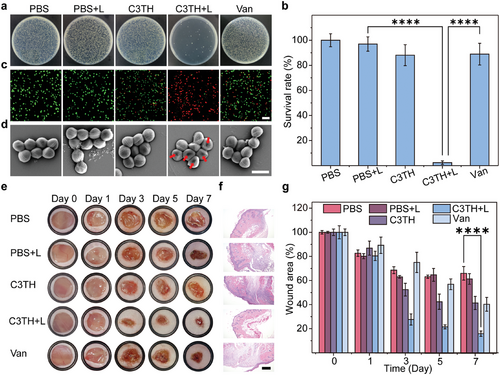 PBS PBS+L C3TH C3TH+L Van
a
c
d
b
****
****
Survival rate (%)
120
100
80
60
40
20
0
PBS PBS+L C3TH C3TH+L Van
e
Day 0 Day 1 Day 3 Day 5 Day 7
PBS
PBS+L
C3TH
C3TH+L
Van
f
g
PBS PBS+L C3TH+L
C3TH Van
****
Wound area (%)
120
100
80
60
40
20
0
0 1 3 5 7
Time (Day)